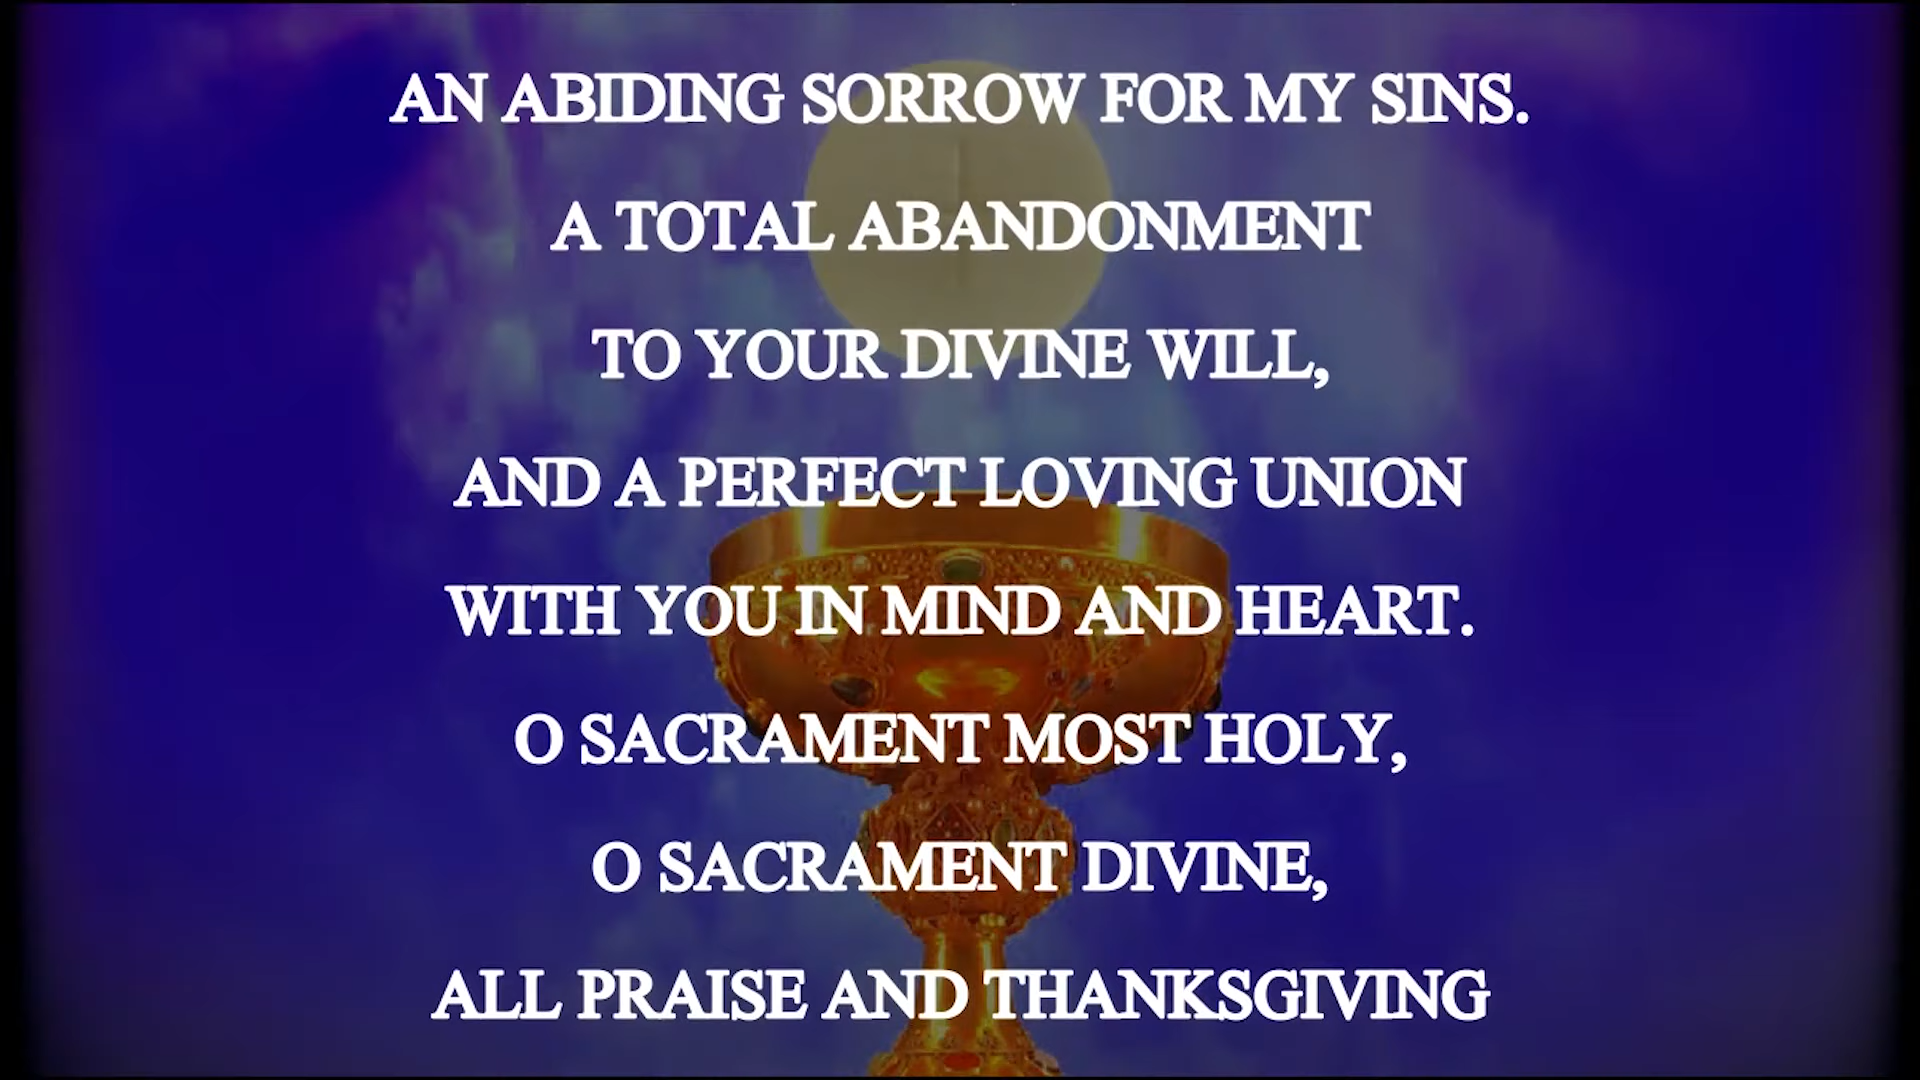 AN ABIDING SORROW FOR MY SINS.
A TOTAL ABANDONMENT
TO YOUR DIVINE WILL,
AND A PERFECT LOVING UNION
WITH YOU IN MIND AND HEART.
O SACRAMENT MOST HOLY,
O SACRAMENT DIVINE,
ALL PRAISE AND THANKSGIVING